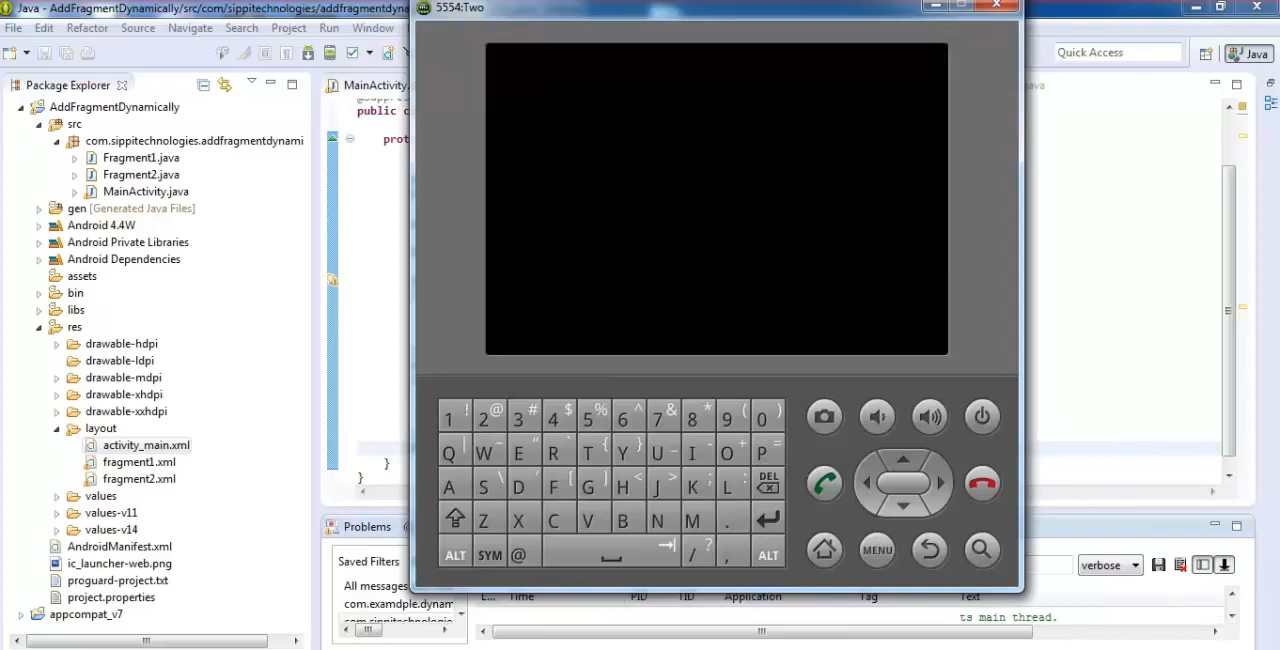 Java - AddFragmentDynamically/src/com/sippitechnologies/addfragmentdyna
5554:Two
File Edit Refactor Source Navigate Search Project Run Window
Quick Access
Java
Package Explorer
MainActivity.
AddFragmentDynamically
src
com.sippitechnologies.addfragmentdynami
Fragment1.java
Fragment2.java
MainActivity.java
gen [Generated Java Files]
Android 4.4W
Android Private Libraries
Android Dependencies
assets
bin
libs
res
drawable-hdpi
drawable-ldpi
drawable-mdpi
drawable-xhdpi
drawable-xxhdpi
layout
activity_main.xml
fragment1.xml
fragment2.xml
values
values-v11
values-v14
AndroidManifest.xml
ic_launcher-web.png
proguard-project.txt
project.properties
appcompat_v7
public c
prot
}
}
1 ! 2 @ 3 # 4 $ 5 % 6 ^ 7 & 8 * 9 ( 0 )
Q | W ~ E " R ` T { Y } U _ I - O + P =
A S \ D ' F [ G ] H < J > K ; L : DEL
Z X C V B N M .
ALT SYM @ / ? , ALT
MENU
Problems
Saved Filters
All messages
com.examdple.dynam
com.sippitechnologie
verbose
L... Time PID TID Application Tag Text
ts main thread.